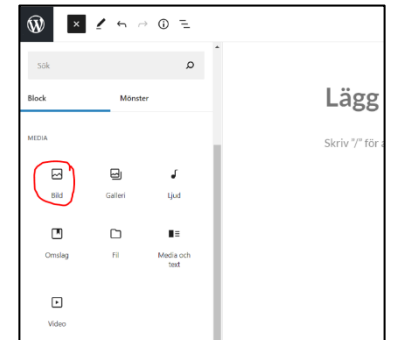 Sök
Block Mönster
MEDIA
Bild Galleri Ljud
Omslag Fil Media och text
Video
Lägg
Skriv "/" för